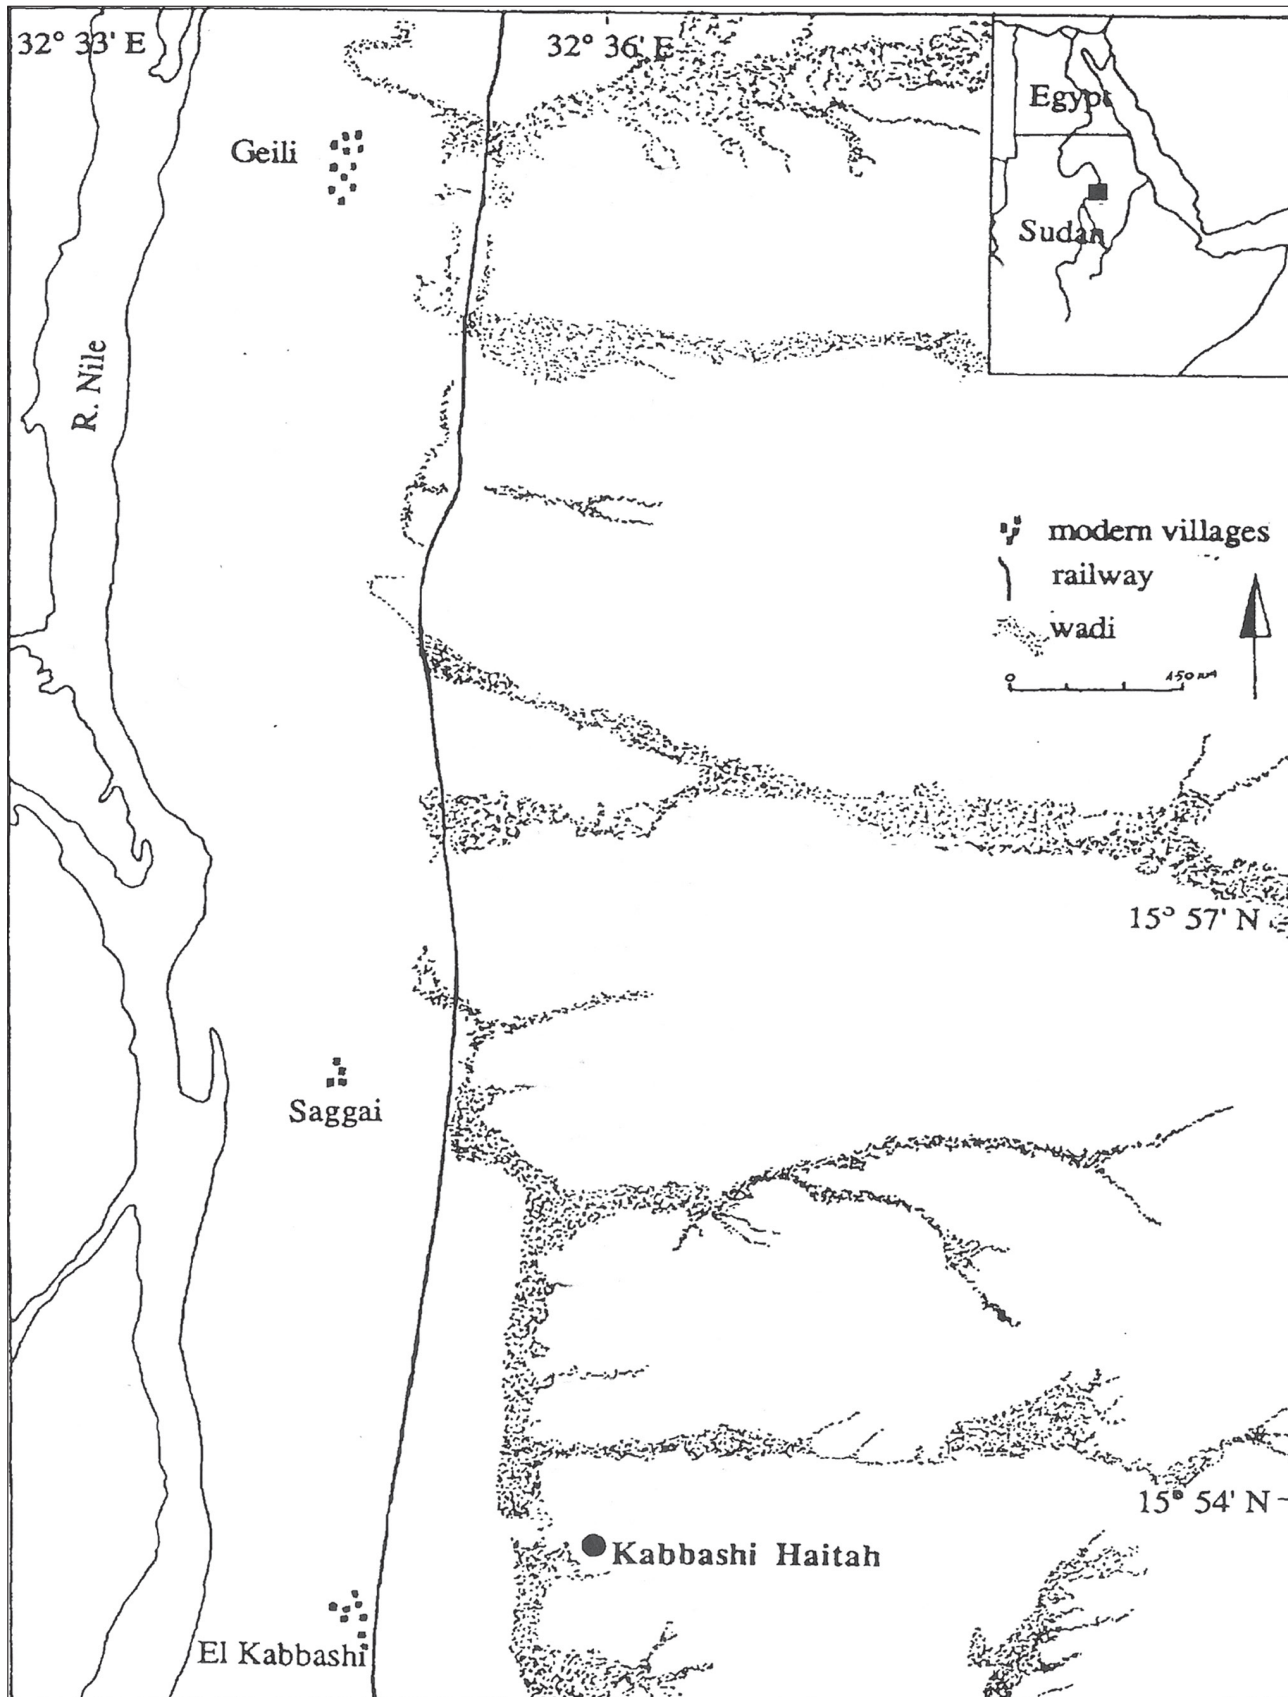 32° 33' E
32° 36' E
Egypt
Geili
Sudan
R. Nile
modern villages
railway
wadi
0
15° 57' N
Saggai
15° 54' N
Kabbashi Haitah
El Kabbashi